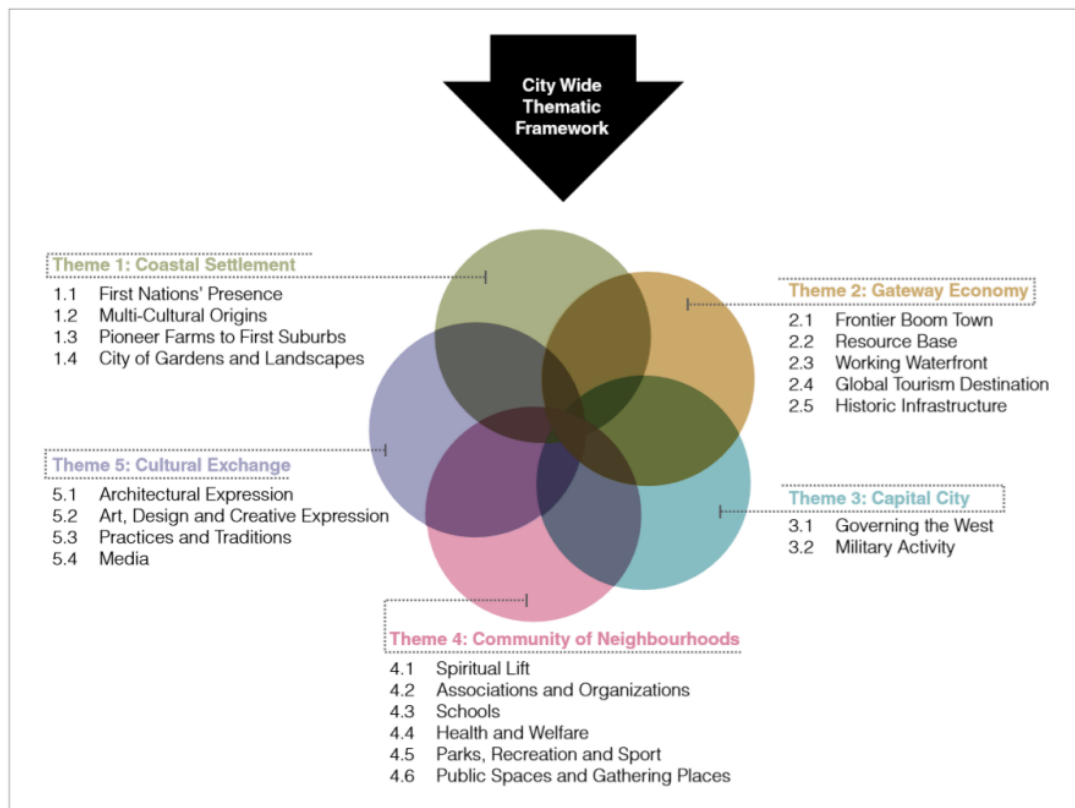 City Wide
Thematic
Framework
Theme 1: Coastal Settlement
1.1 First Nations' Presence
1.2 Multi-Cultural Origins
1.3 Pioneer Farms to First Suburbs
1.4 City of Gardens and Landscapes
Theme 2: Gateway Economy
2.1 Frontier Boom Town
2.2 Resource Base
2.3 Working Waterfront
2.4 Global Tourism Destination
2.5 Historic Infrastructure
Theme 5: Cultural Exchange
5.1 Architectural Expression
5.2 Art, Design and Creative Expression
5.3 Practices and Traditions
5.4 Media
Theme 3: Capital City
3.1 Governing the West
3.2 Military Activity
Theme 4: Community of Neighbourhoods
4.1 Spiritual Lift
4.2 Associations and Organizations
4.3 Schools
4.4 Health and Welfare
4.5 Parks, Recreation and Sport
4.6 Public Spaces and Gathering Places